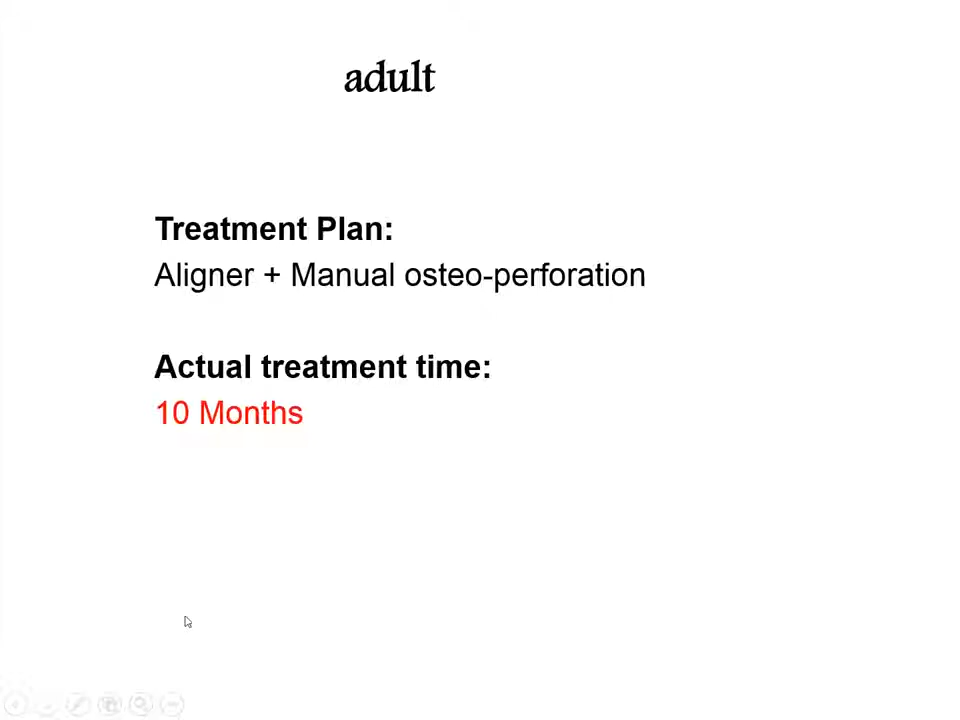 adult
Treatment Plan:
Aligner + Manual osteo-perforation
Actual treatment time:
10 Months